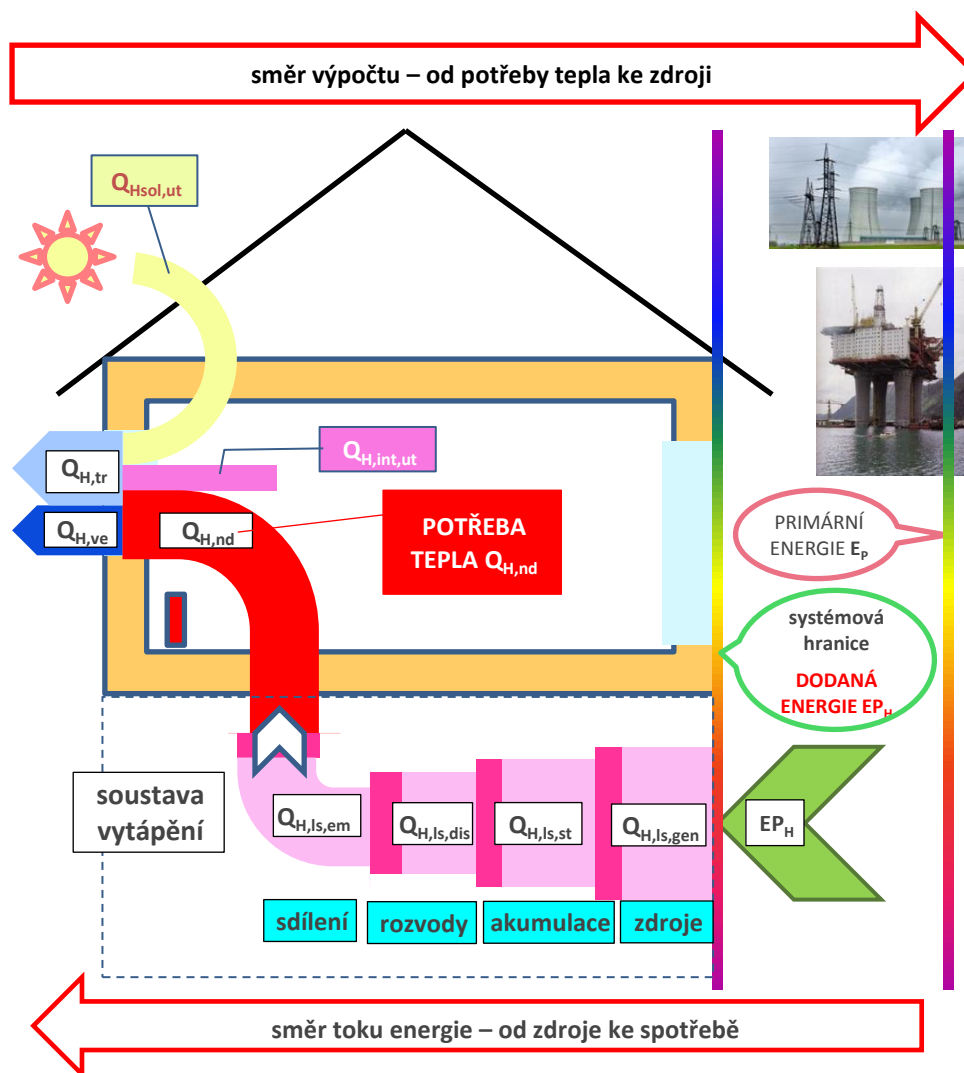 směr výpočtu – od potřeby tepla ke zdroji
QHsol,ut
QH,int,ut
QH,tr
QH,ve
QH,nd
POTŘEBA
TEPLA QH,nd
PRIMÁRNÍ
ENERGIE EP
systémová
hranice
DODANÁ
ENERGIE EPH
soustava
vytápění
QH,ls,em
QH,ls,dis
QH,ls,st
QH,ls,gen
EPH
sdílení
rozvody
akumulace
zdroje
směr toku energie – od zdroje ke spotřebě